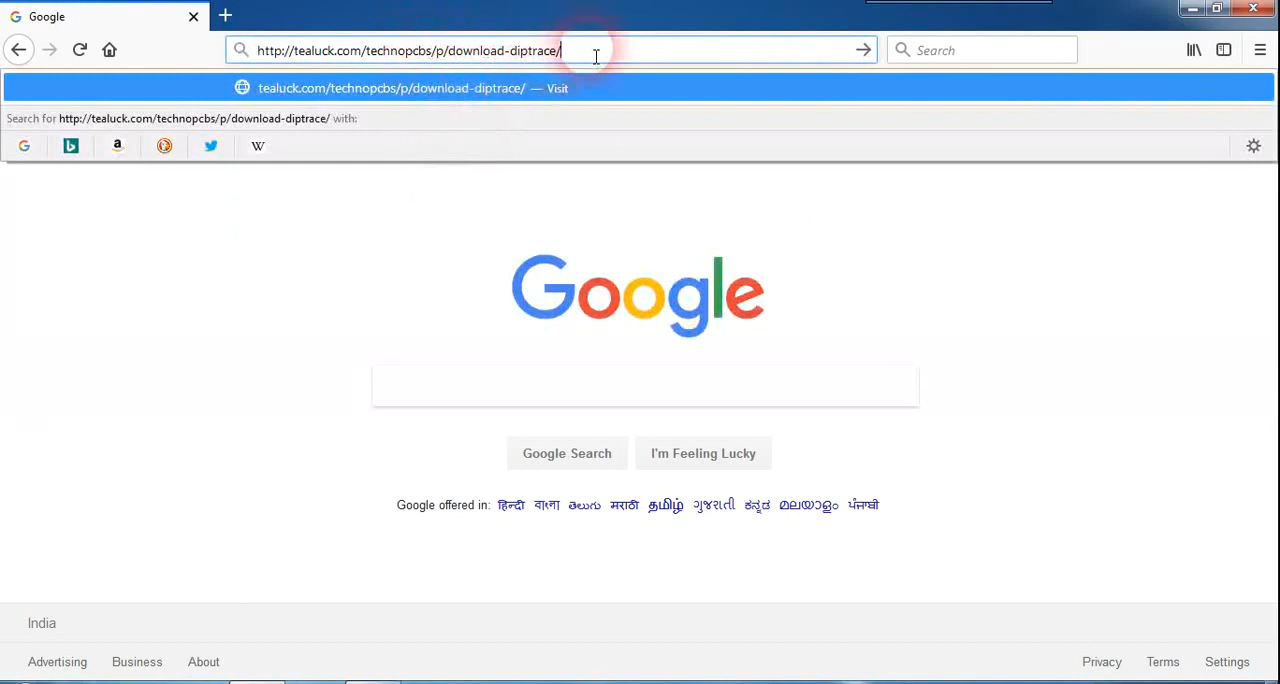 Google
http://tealuck.com/technopcbs/p/download-diptrace/
Search
tealuck.com/technopcbs/p/download-diptrace/ — Visit
Search for http://tealuck.com/technopcbs/p/download-diptrace/ with:
Google
Google Search I'm Feeling Lucky
Google offered in: हिन्दी বাংলা తెలుగు मराठी தமிழ் ગુજરાતી ಕನ್ನಡ മലയാളം ਪੰਜਾਬੀ
India
Advertising Business About Privacy Terms Settings